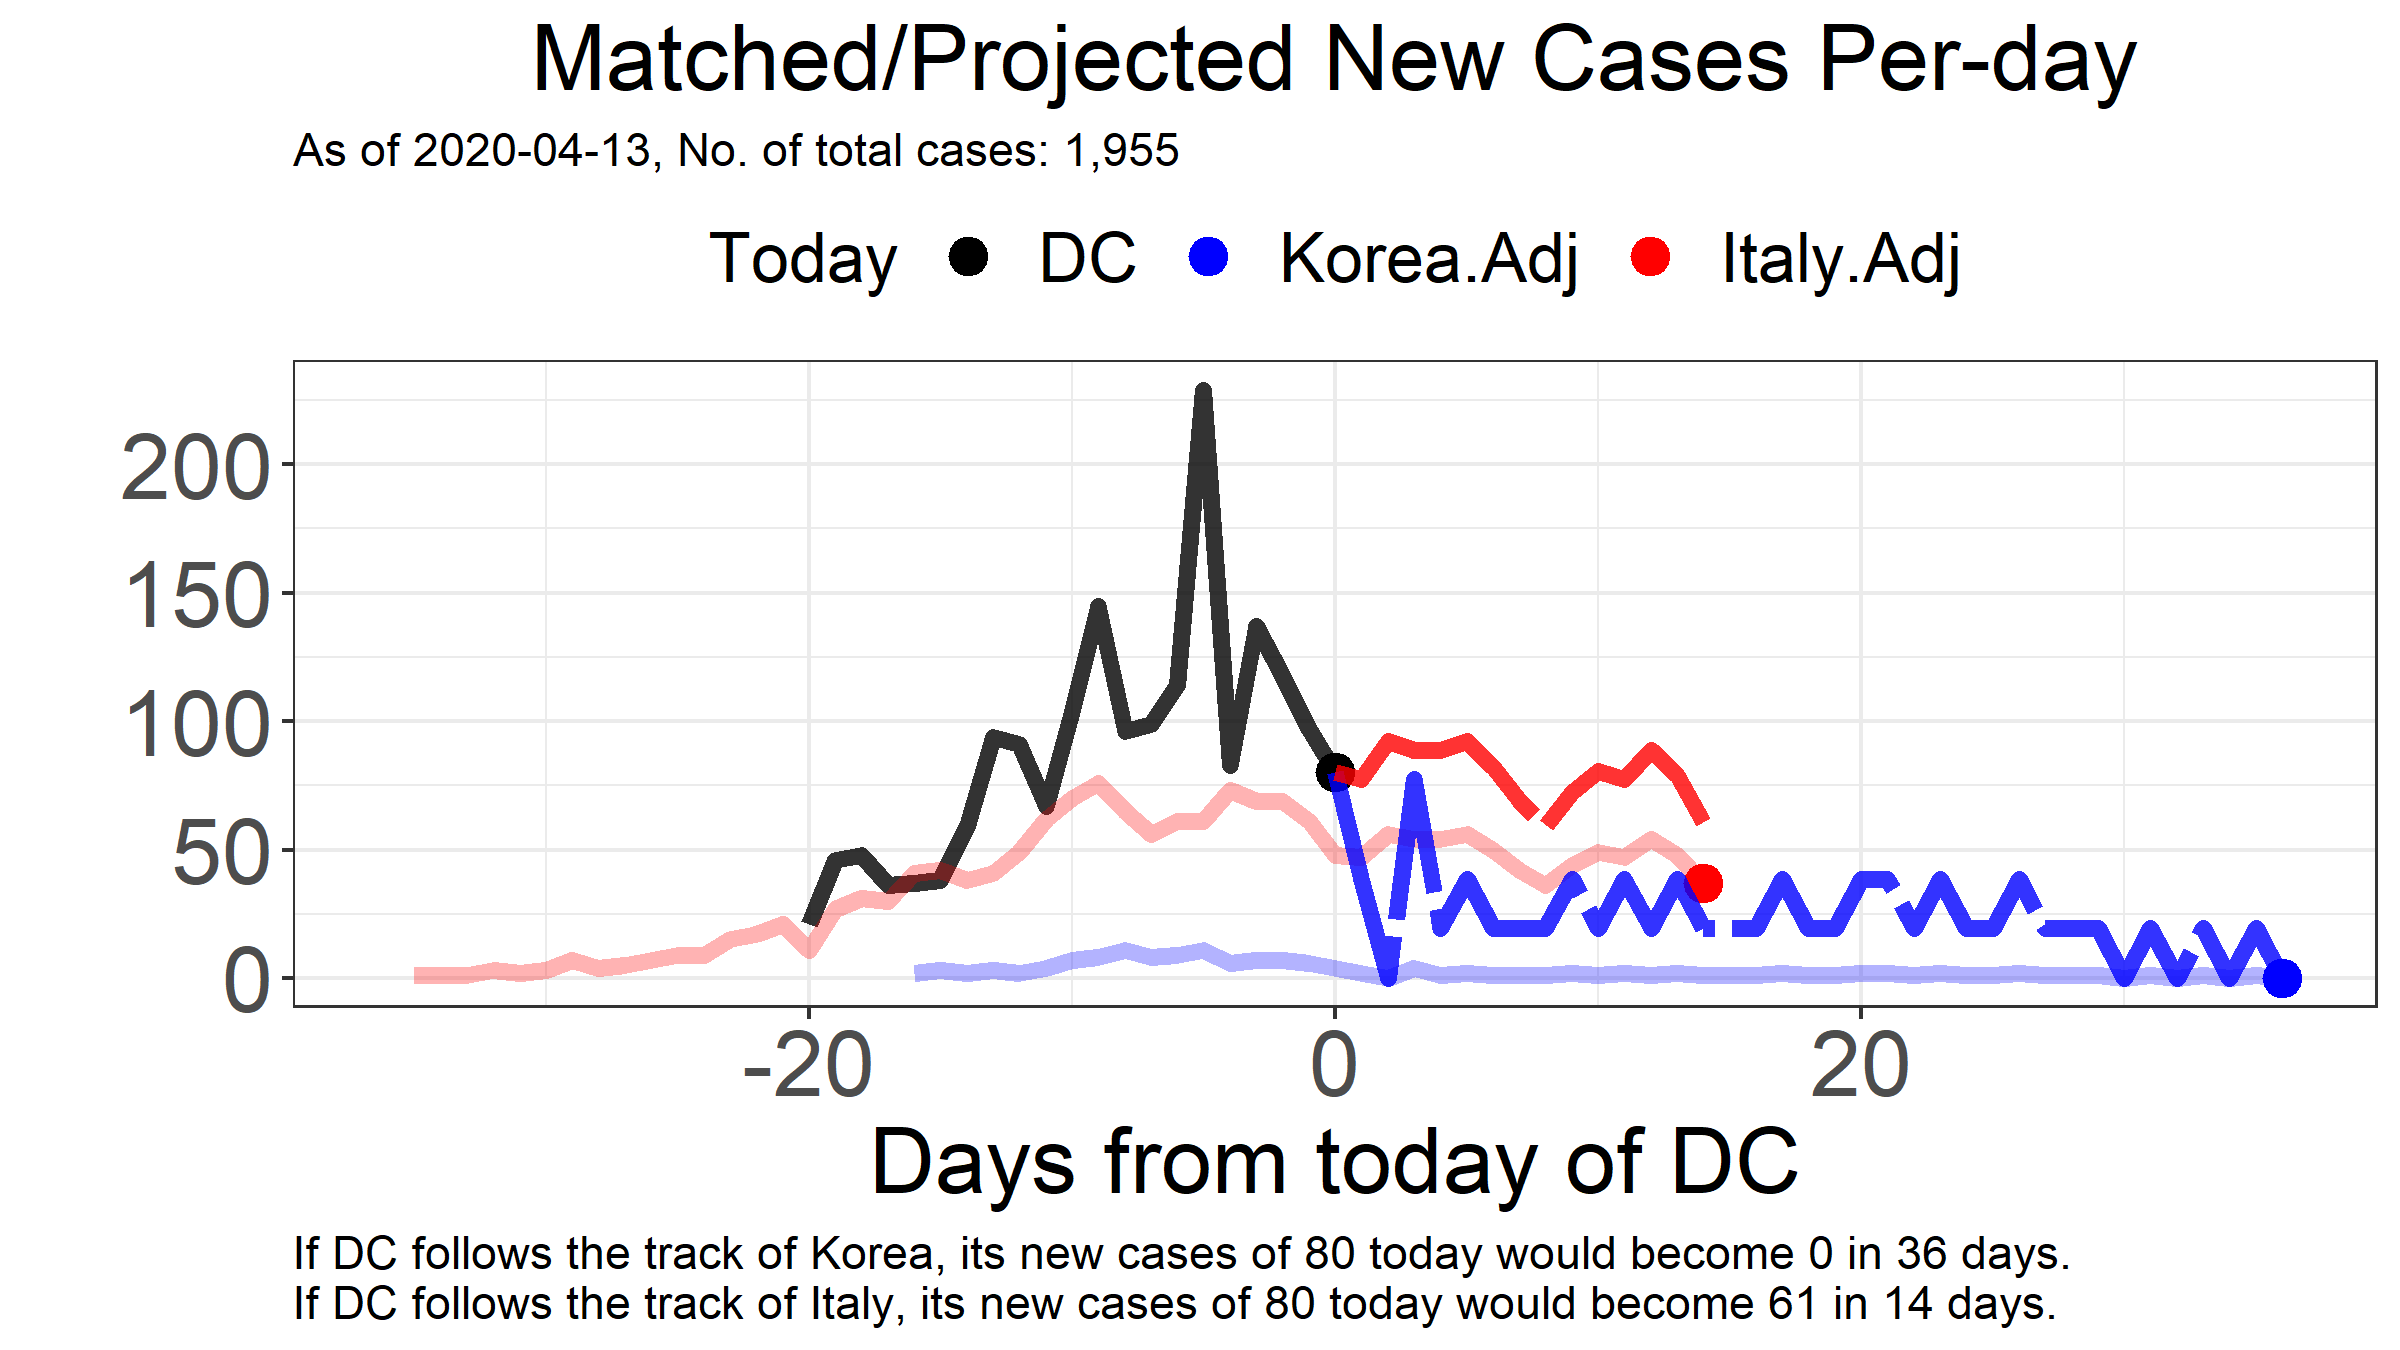 Matched/Projected New Cases Per-day
As of 2020-04-13, No. of total cases: 1,955
Today DC Korea.Adj Italy.Adj
200
150
100
50
0
-20 0 20
Days from today of DC
If DC follows the track of Korea, its new cases of 80 today would become 0 in 36 days.
If DC follows the track of Italy, its new cases of 80 today would become 61 in 14 days.